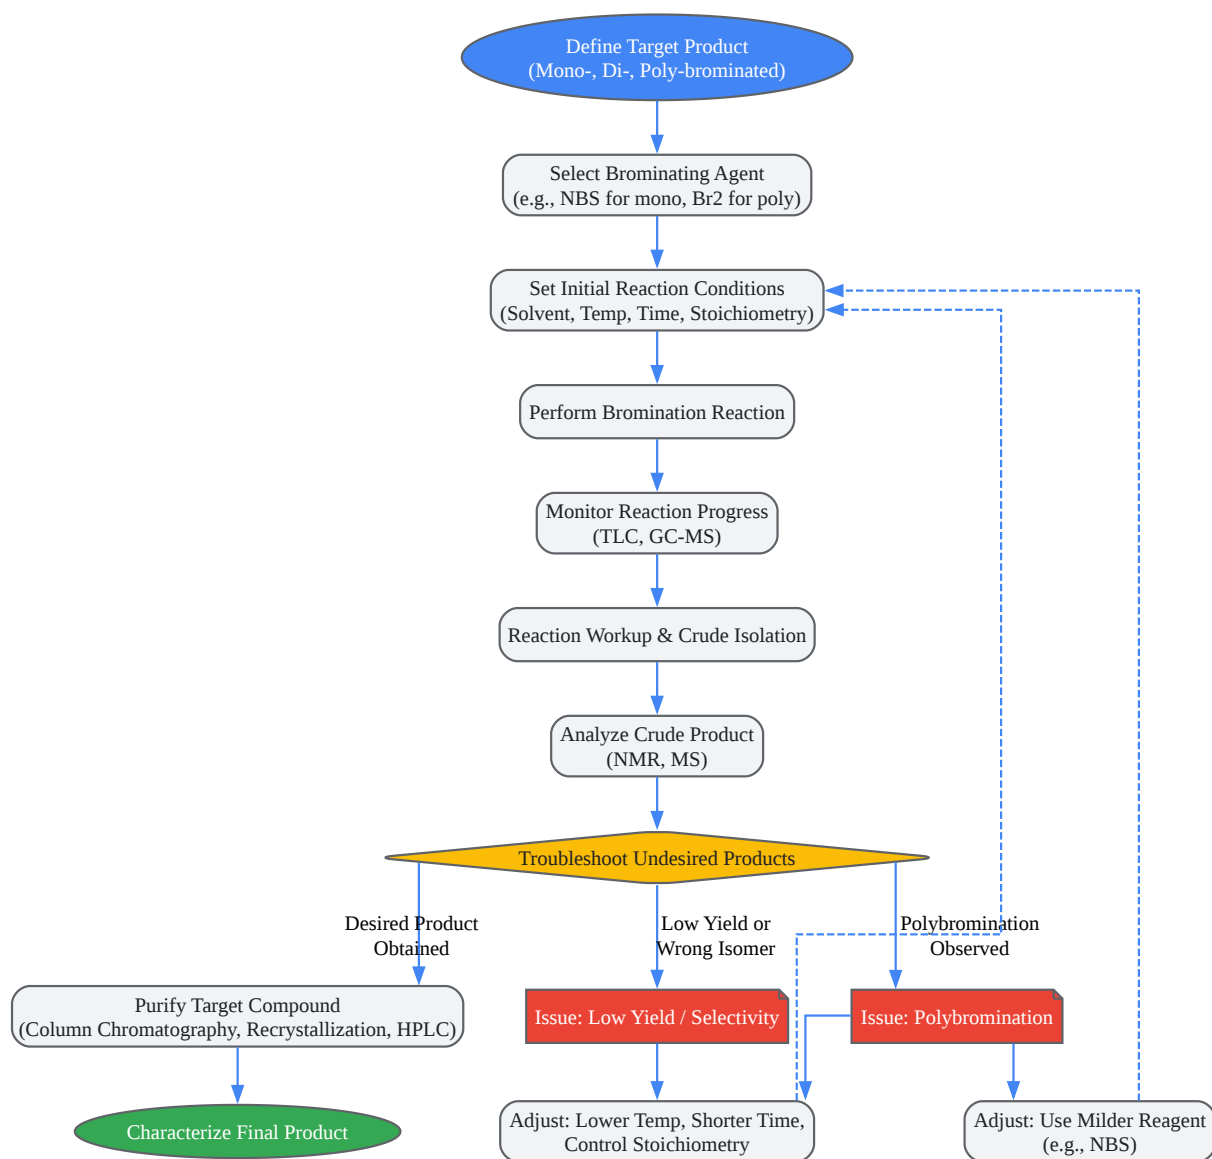 Define Target Product
(Mono-, Di-, Poly-brominated)
Select Brominating Agent
(e.g., NBS for mono, Br2 for poly)
Set Initial Reaction Conditions
(Solvent, Temp, Time, Stoichiometry)
Perform Bromination Reaction
Monitor Reaction Progress
(TLC, GC-MS)
Reaction Workup & Crude Isolation
Analyze Crude Product
(NMR, MS)
Troubleshoot Undesired Products
Desired Product
Obtained
Low Yield or
Wrong Isomer
Polybromination
Observed
Purify Target Compound
(Column Chromatography, Recrystallization, HPLC)
Issue: Low Yield / Selectivity
Issue: Polybromination
Characterize Final Product
Adjust: Lower Temp, Shorter Time,
Control Stoichiometry
Adjust: Use Milder Reagent
(e.g., NBS)